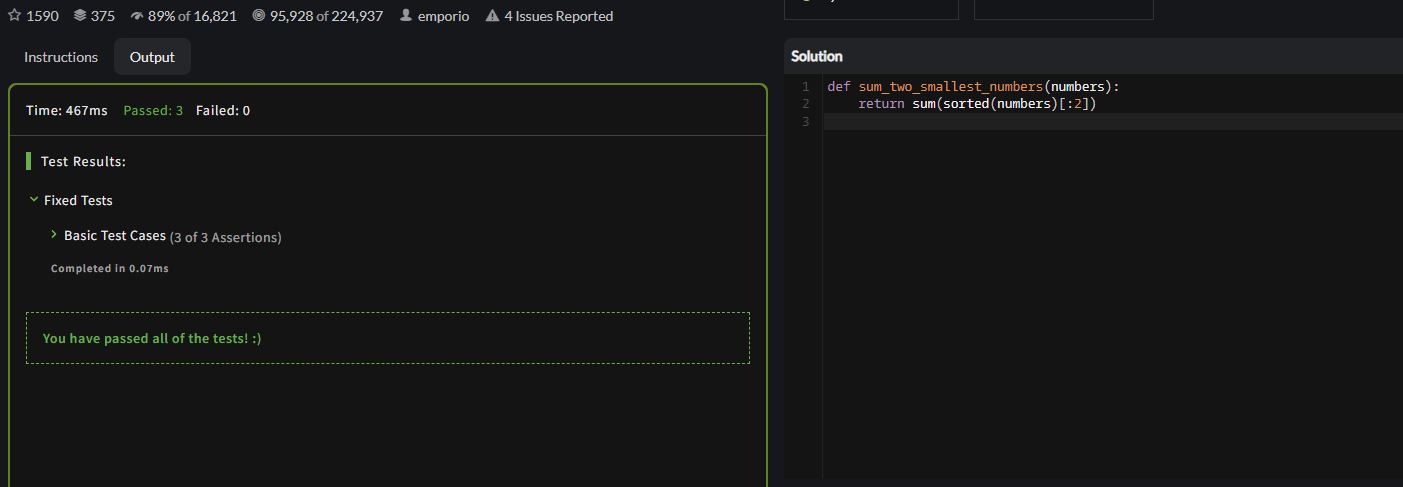 1590 375 89% of 16,821 95,928 of 224,937 emporio 4 Issues Reported
Instructions Output
Time: 467ms Passed: 3 Failed: 0
Test Results:
Fixed Tests
Basic Test Cases (3 of 3 Assertions)
Completed in 0.07ms
You have passed all of the tests! :)
Solution
1 def sum_two_smallest_numbers(numbers):
2     return sum(sorted(numbers)[:2])
3